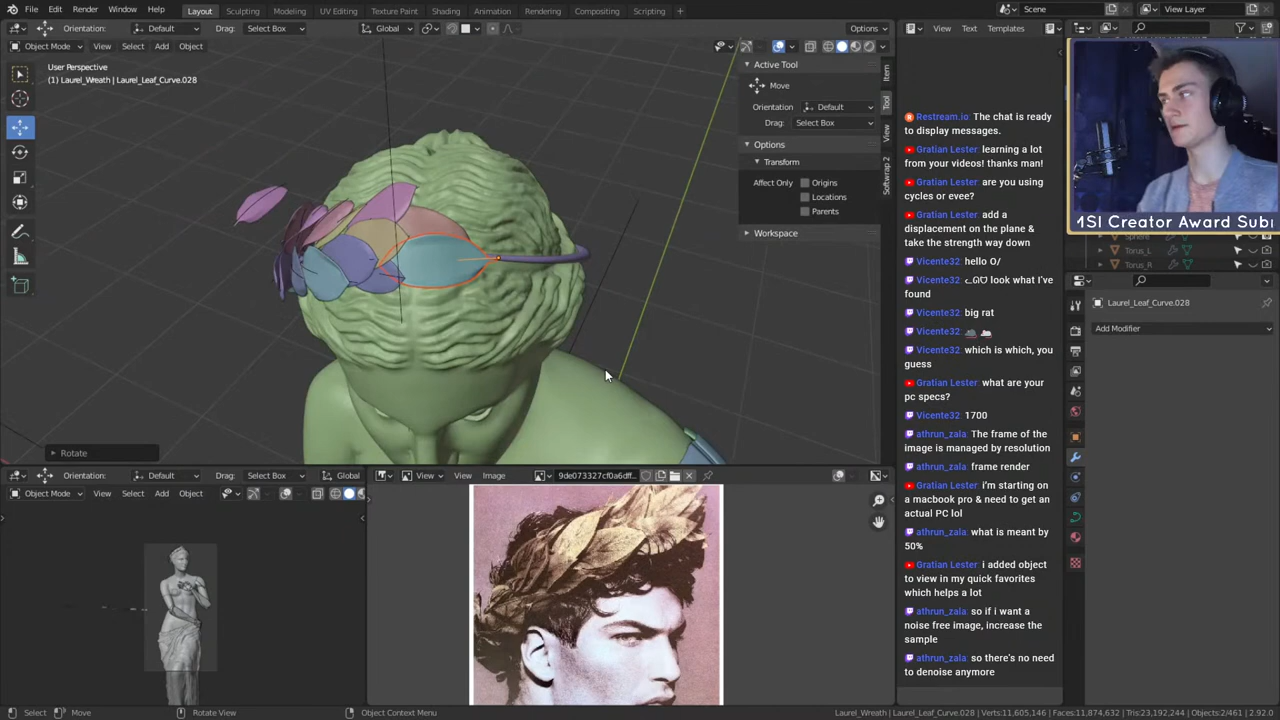 File Edit Render Window Help Layout Sculpting Modeling UV Editing Texture Paint Shading Animation Rendering Compositing Scripting + Scene View Layer
Orientation: Default Drag: Select Box Global Options View Text Templates
Object Mode View Select Add Object
User Perspective
(1) Laurel_Wreath | Laurel_Leaf_Curve.028
Active Tool
Move
Orientation Default
Drag: Select Box
Options
Transform
Affect Only Origins
Locations
Parents
Workspace
Item
Tool
View
Softwrap 2
Rotate
Restream.io: The chat is ready
to display messages.
Gratian Lester: learning a lot
from your videos! thanks man!
Gratian Lester: are you using
cycles or evee?
Gratian Lester: add a
displacement on the plane &
take the strength way down
Vicente32: hello O/
Vicente32: look what I've
found
Vicente32: big rat
Vicente32:
Vicente32: which is which, you
guess
Gratian Lester: what are your
pc specs?
Vicente32: 1700
athrun_zala: The frame of the
image is managed by resolution
athrun_zala: frame render
Gratian Lester: i'm starting on
a macbook pro & need to get an
actual PC lol
athrun_zala: what is meant by
50%
Gratian Lester: i added object
to view in my quick favorites
which helps a lot
athrun_zala: so if i want a
noise free image, increase the
sample
athrun_zala: so there's no need
to denoise anymore
MSI Creator Award Subm
Torus_L
Torus_R
Laurel_Leaf_Curve.028
Add Modifier
Orientation: Default Drag: Select Box Global
Object Mode View Select Add Object
View View Image 9de073327cf0a6dff...
Select Move Rotate View Object Context Menu Laurel_Wreath | Laurel_Leaf_Curve.028 | Verts:11,605,146 | Faces:11,874,632 | Tris:23,192,244 | Objects:2/461 | 2.92.0